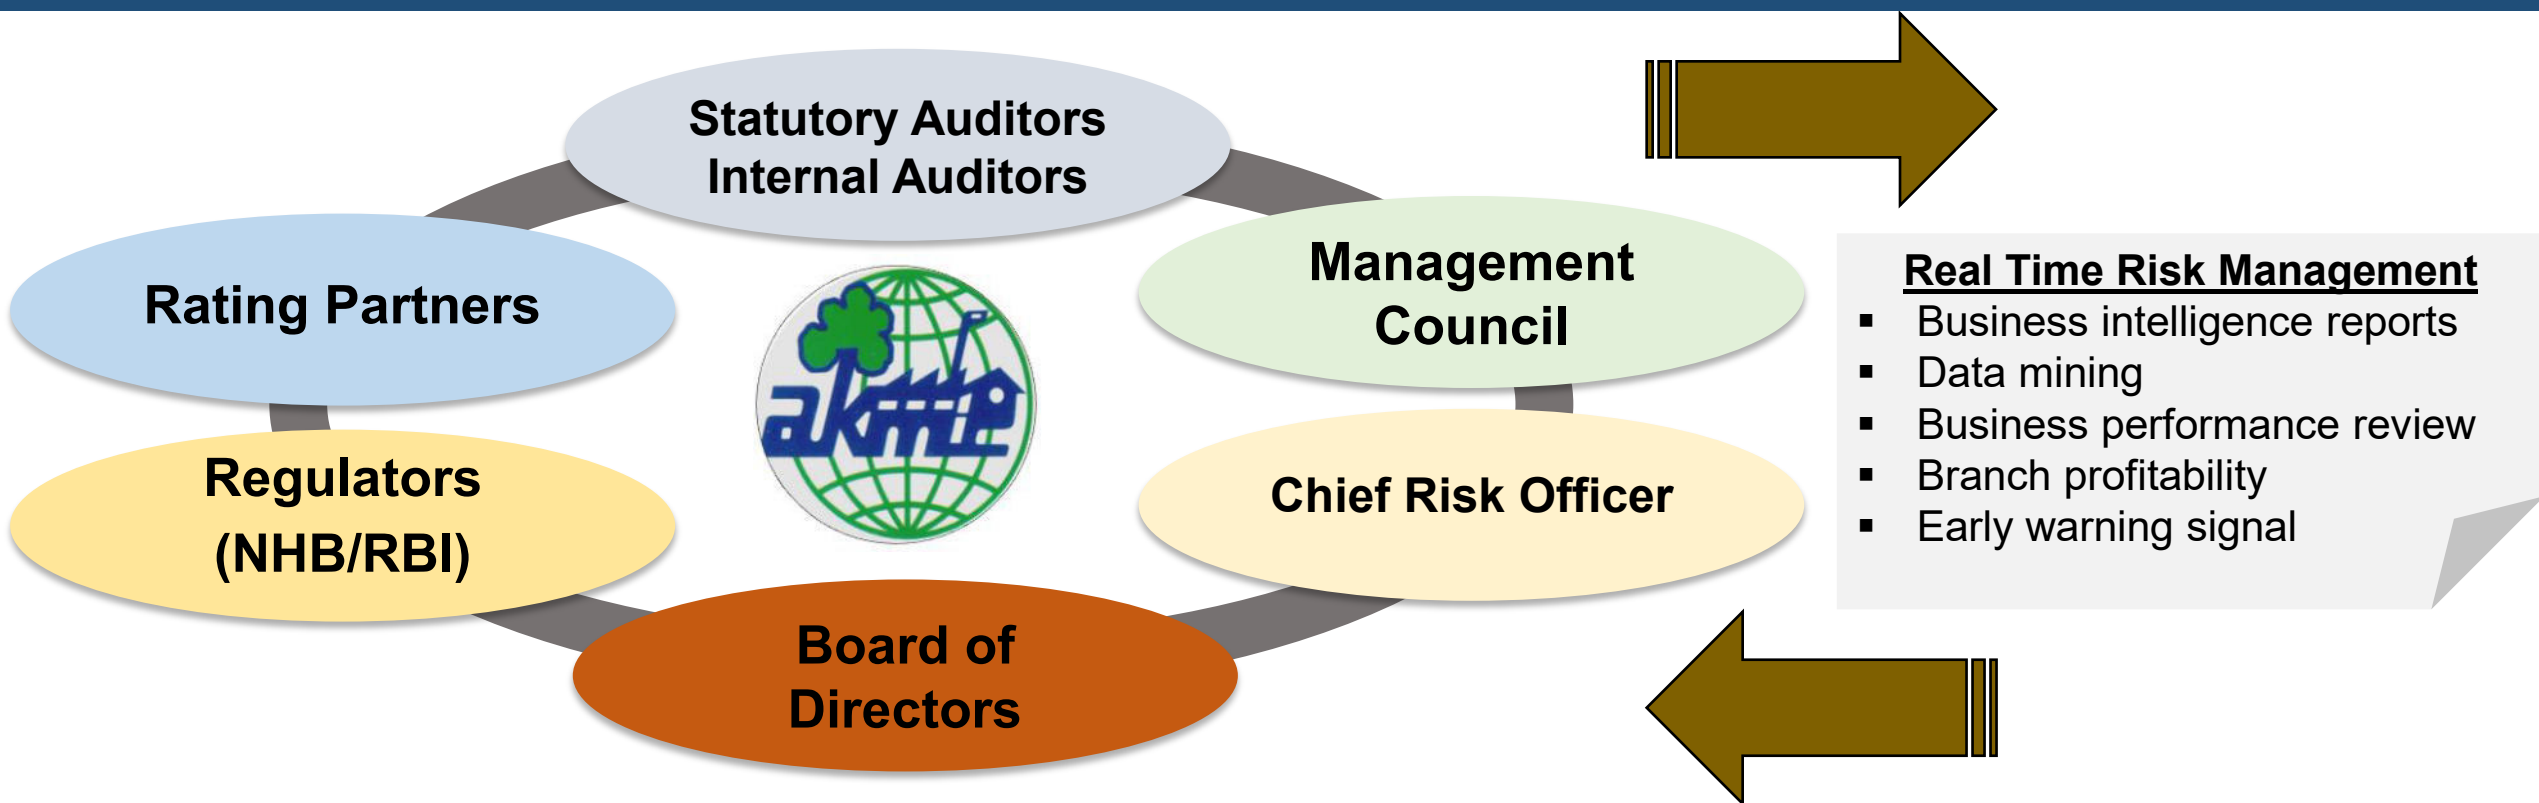 Statutory Auditors
Internal Auditors
Rating Partners
Management
Council
akme
Regulators
(NHB/RBI)
Chief Risk Officer
Board of
Directors
Real Time Risk Management
▪ Business intelligence reports
▪ Data mining
▪ Business performance review
▪ Branch profitability
▪ Early warning signal